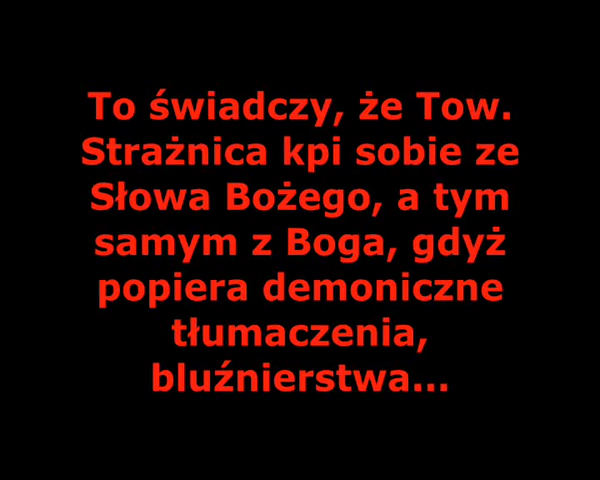 To świadczy, że Tow.
Strażnica kpi sobie ze
Słowa Bożego, a tym
samym z Boga, gdyż
popiera demoniczne
tłumaczenia,
bluźnierstwa...